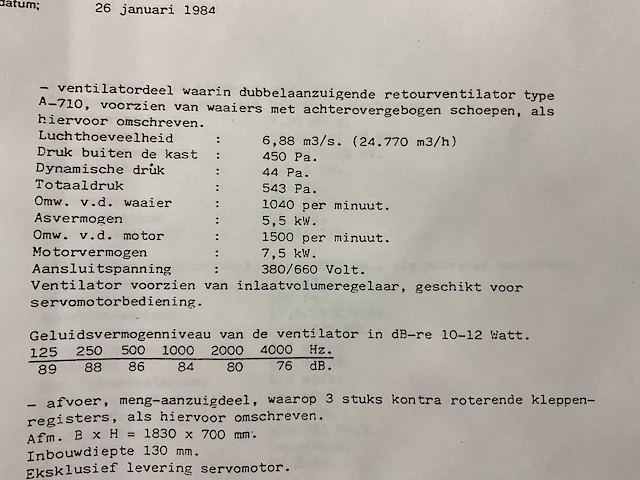 datum; 26 januari 1984
- ventilatordeel waarin dubbelaanzuigende retourventilator type
A-710, voorzien van waaiers met achterovergebogen schoepen, als
hiervoor omschreven.
Luchthoeveelheid : 6,88 m3/s. (24.770 m3/h)
Druk buiten de kast : 450 Pa.
Dynamische druk : 44 Pa.
Totaaldruk : 543 Pa.
Omw. v.d. waaier : 1040 per minuut.
Asvermogen : 5,5 kW.
Omw. v.d. motor : 1500 per minuut.
Motorvermogen : 7,5 kW.
Aansluitspanning : 380/660 Volt.
Ventilator voorzien van inlaatvolumeregelaar, geschikt voor
servomotorbediening.
Geluidsvermogenniveau van de ventilator in dB-re 10-12 Watt.
125 250 500 1000 2000 4000 Hz.
89 88 86 84 80 76 dB.
- afvoer, meng-aanzuigdeel, waarop 3 stuks kontra roterende kleppen-
registers, als hiervoor omschreven.
Afm. B x H = 1830 x 700 mm.
Inbouwdiepte 130 mm.
Eksklusief levering servomotor.